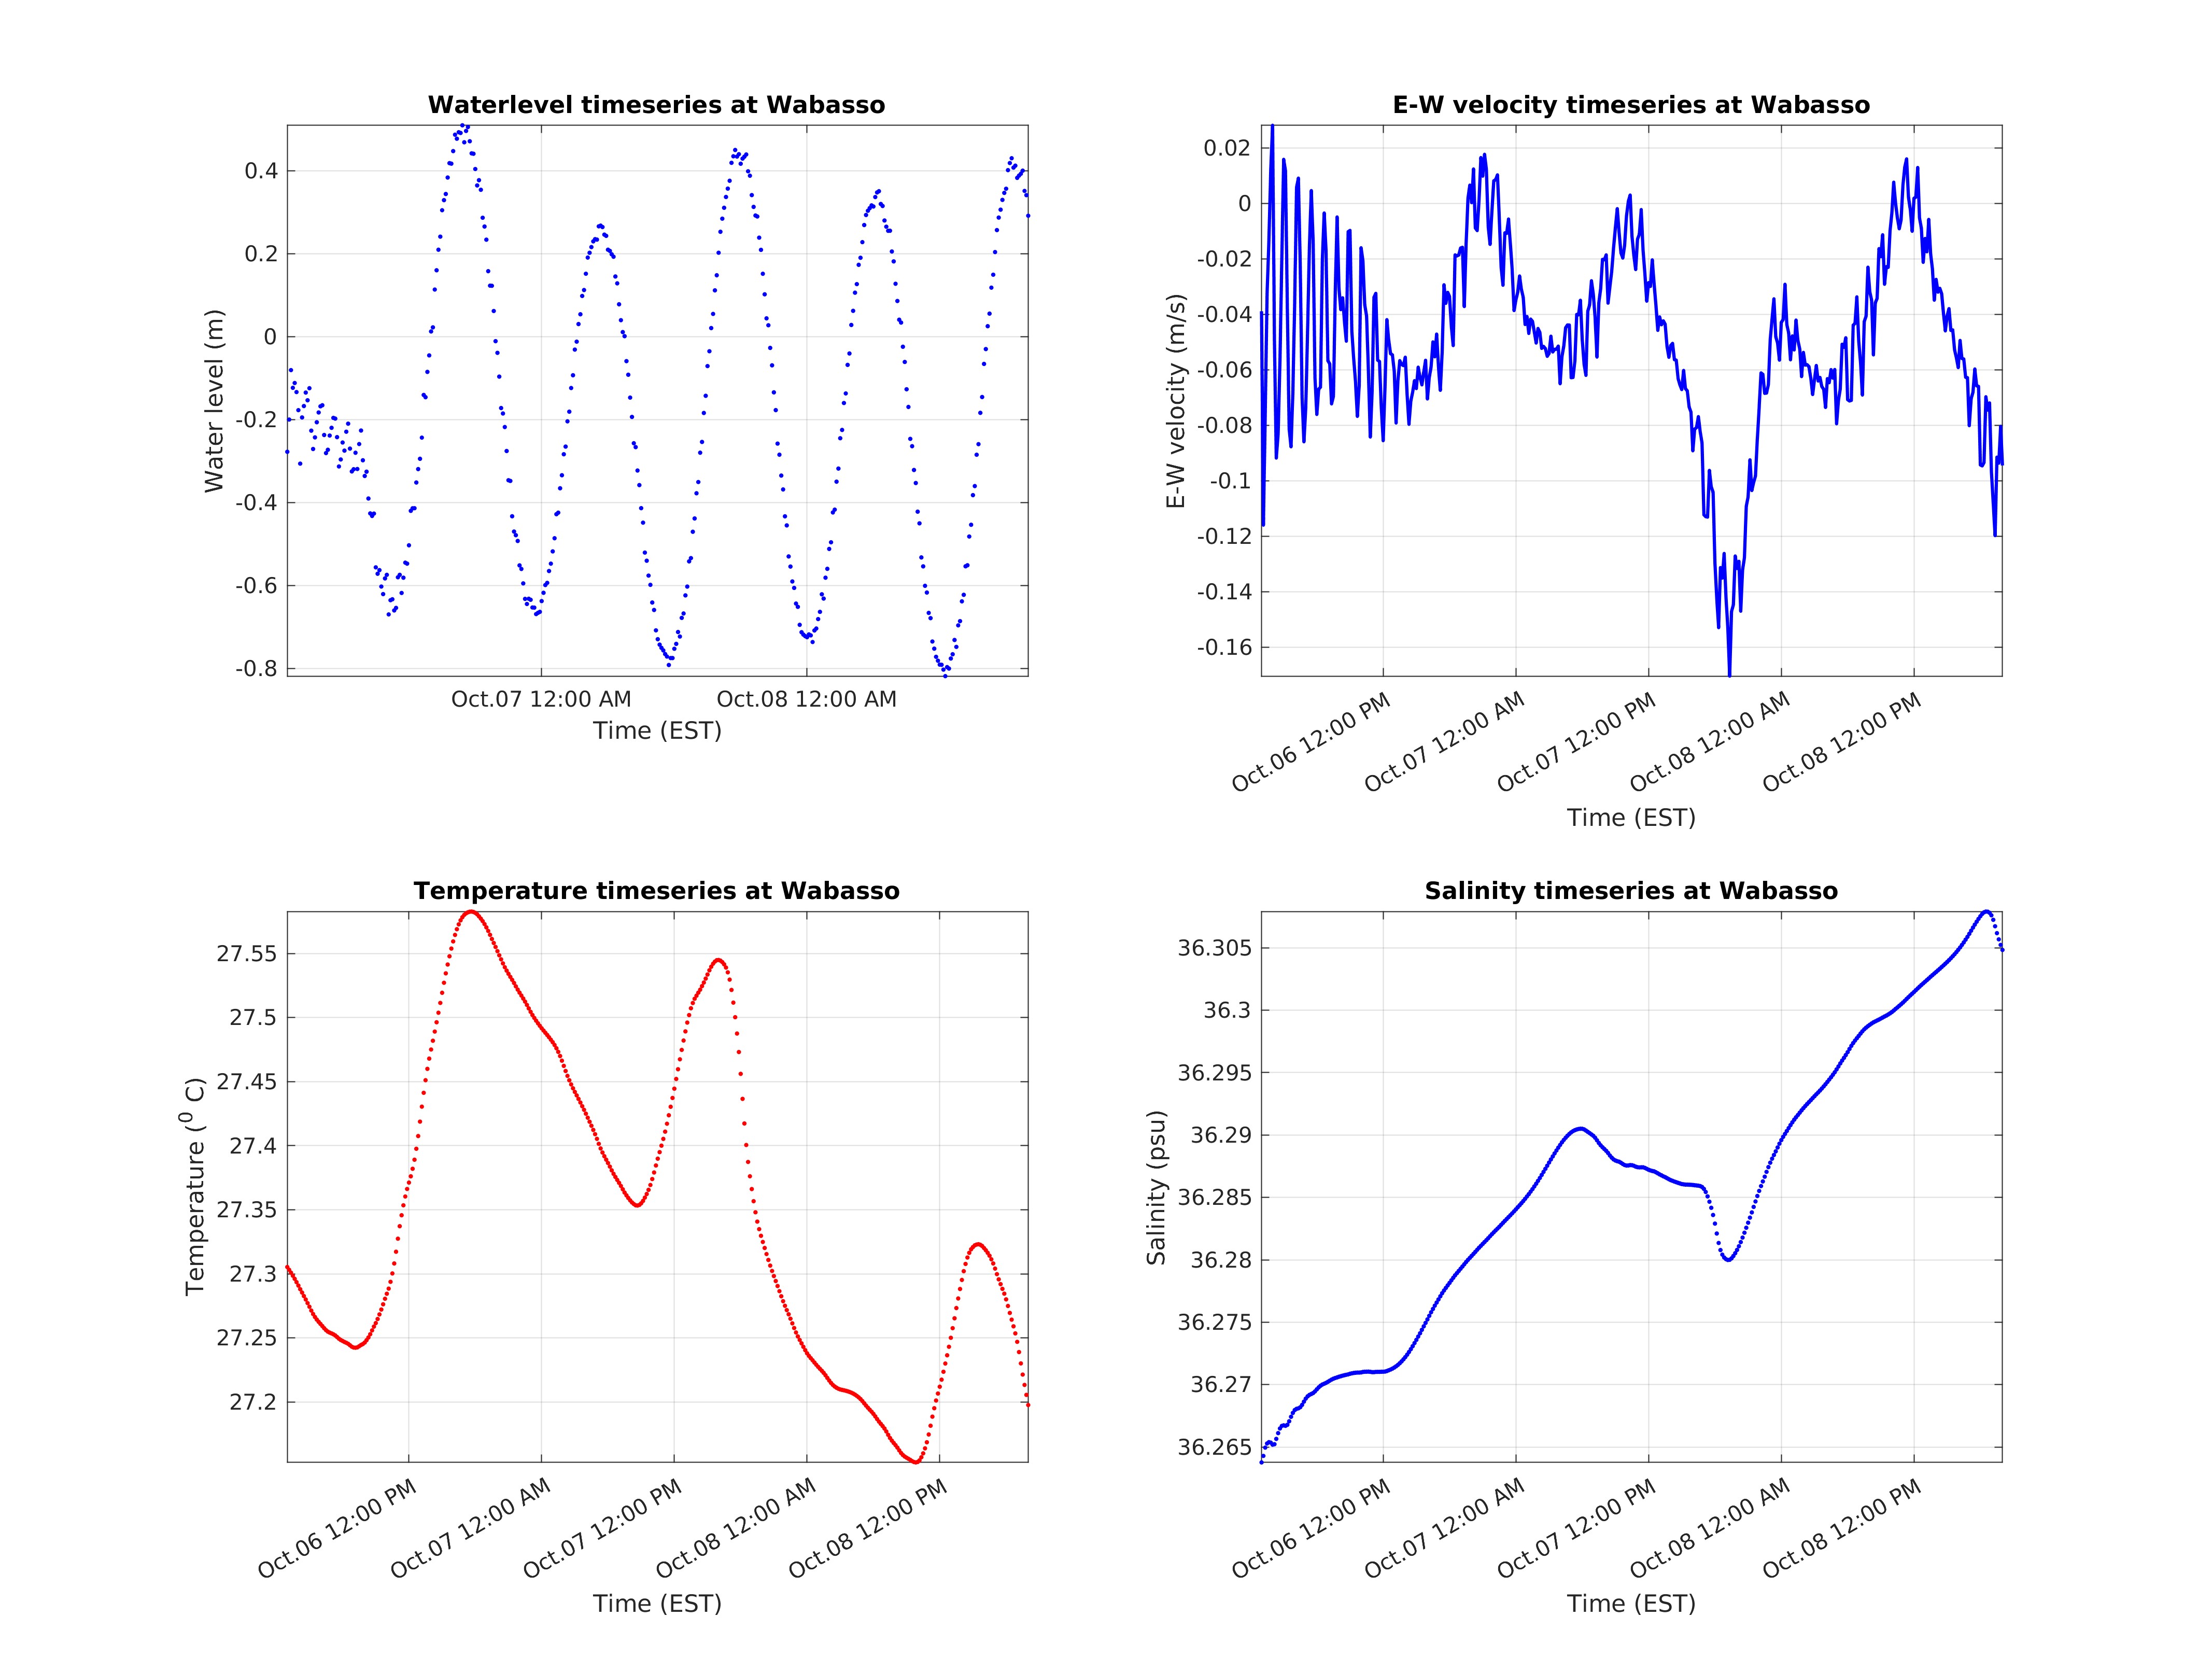 Waterlevel timeseries at Wabasso
0.4
0.2
0
-0.2
-0.4
-0.6
-0.8
Water level (m)
Oct.07 12:00 AM
Oct.08 12:00 AM
Time (EST)
E-W velocity timeseries at Wabasso
0.02
0
-0.02
-0.04
-0.06
-0.08
-0.1
-0.12
-0.14
-0.16
E-W velocity (m/s)
Oct.06 12:00 PM
Oct.07 12:00 AM
Oct.07 12:00 PM
Oct.08 12:00 AM
Oct.08 12:00 PM
Time (EST)
Temperature timeseries at Wabasso
27.55
27.5
27.45
27.4
27.35
27.3
27.25
27.2
Temperature (⁰ C)
Oct.06 12:00 PM
Oct.07 12:00 AM
Oct.07 12:00 PM
Oct.08 12:00 AM
Oct.08 12:00 PM
Time (EST)
Salinity timeseries at Wabasso
36.305
36.3
36.295
36.29
36.285
36.28
36.275
36.27
36.265
Salinity (psu)
Oct.06 12:00 PM
Oct.07 12:00 AM
Oct.07 12:00 PM
Oct.08 12:00 AM
Oct.08 12:00 PM
Time (EST)